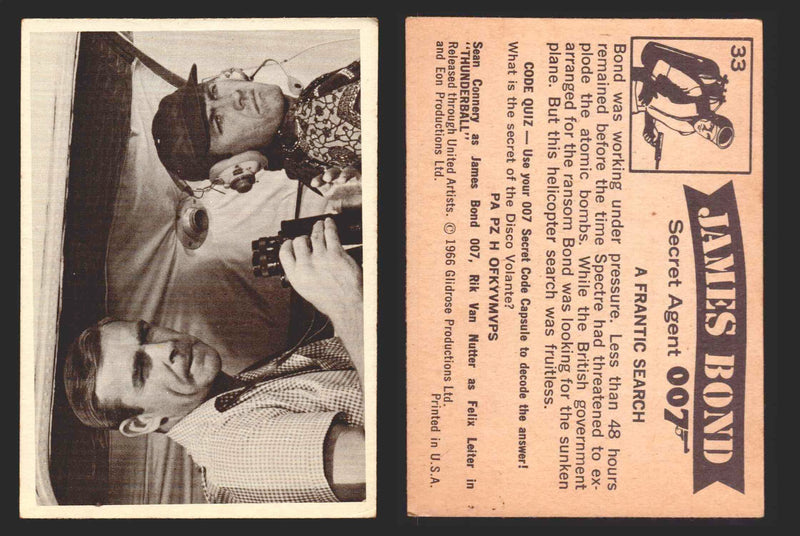 33
JAMES BOND
Secret Agent 007
A FRANTIC SEARCH
Bond was working under pressure. Less than 48 hours
remained before the time Spectre had threatened to ex-
plode the atomic bombs. While the British government
arranged for the ransom Bond was looking for the sunken
plane. But this helicopter search was fruitless.
CODE QUIZ — Use your 007 Secret Code Capsule to decode the answer!
What is the secret of the Disco Volante?
PA PZ H OFKYVMVPS
Sean Connery as James Bond 007, Rik Van Nutter as Felix Leiter in
"THUNDERBALL"
Released through United Artists. © 1966 Glidrose Productions Ltd.
and Eon Productions Ltd.
Printed in U.S.A.